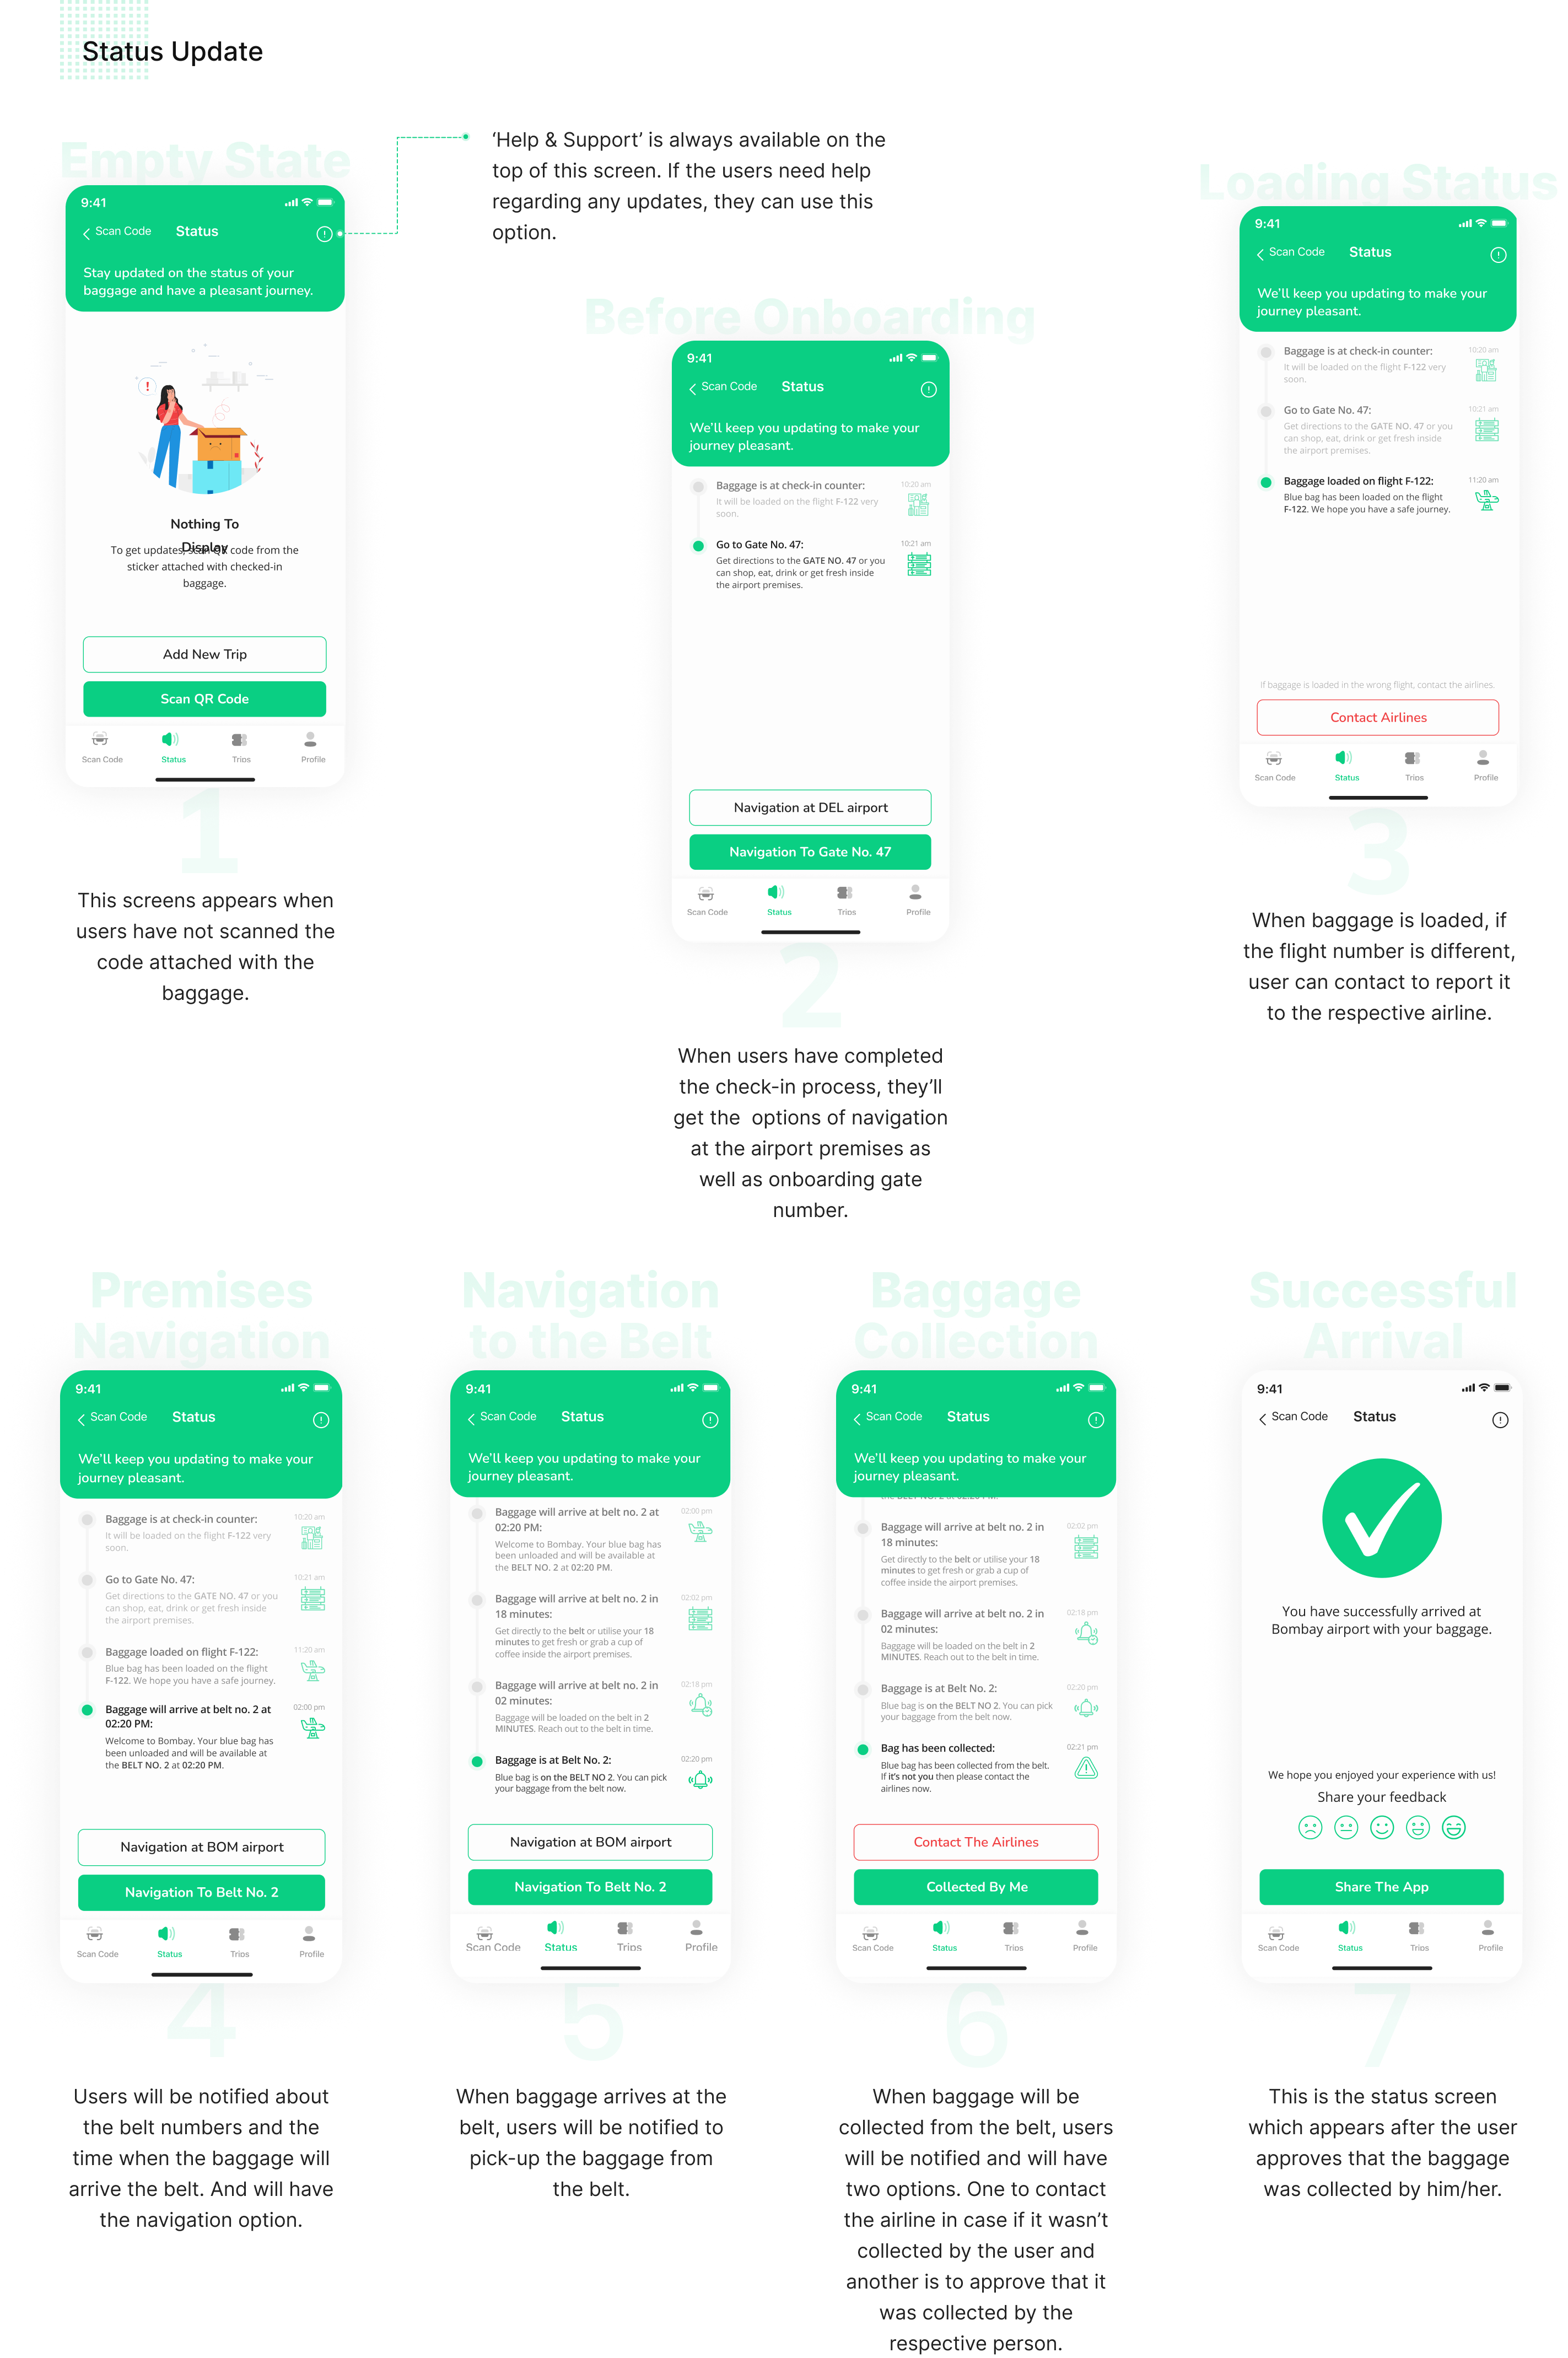 Status Update
‘Help & Support’ is always available on the
top of this screen. If the users need help
regarding any updates, they can use this
option.
Empty State
9:41
Scan Code
Status
Stay updated on the status of your
baggage and have a pleasant journey.
Nothing To
Display
To get updates, scan QR code from the
sticker attached with checked-in
baggage.
Add New Trip
Scan QR Code
Scan Code
Status
Trips
Profile
1
This screens appears when
users have not scanned the
code attached with the
baggage.
Before Onboarding
9:41
Scan Code
Status
We’ll keep you updating to make your
journey pleasant.
Baggage is at check-in counter:
10:20 am
It will be loaded on the flight F-122 very
soon.
Go to Gate No. 47:
10:21 am
Get directions to the GATE NO. 47 or you
can shop, eat, drink or get fresh inside
the airport premises.
Navigation at DEL airport
Navigation To Gate No. 47
Scan Code
Status
Trips
Profile
2
When users have completed
the check-in process, they’ll
get the  options of navigation
at the airport premises as
well as onboarding gate
number.
Loading Status
9:41
Scan Code
Status
We’ll keep you updating to make your
journey pleasant.
Baggage is at check-in counter:
10:20 am
It will be loaded on the flight F-122 very
soon.
Go to Gate No. 47:
10:21 am
Get directions to the GATE NO. 47 or you
can shop, eat, drink or get fresh inside
the airport premises.
Baggage loaded on flight F-122:
11:20 am
Blue bag has been loaded on the flight
F-122. We hope you have a safe journey.
If baggage is loaded in the wrong flight, contact the airlines.
Contact Airlines
Scan Code
Status
Trips
Profile
3
When baggage is loaded, if
the flight number is different,
user can contact to report it
to the respective airline.
Premises
Navigation
9:41
Scan Code
Status
We’ll keep you updating to make your
journey pleasant.
Baggage is at check-in counter:
10:20 am
It will be loaded on the flight F-122 very
soon.
Go to Gate No. 47:
10:21 am
Get directions to the GATE NO. 47 or you
can shop, eat, drink or get fresh inside
the airport premises.
Baggage loaded on flight F-122:
11:20 am
Blue bag has been loaded on the flight
F-122. We hope you have a safe journey.
Baggage will arrive at belt no. 2 at
02:20 PM:
02:00 pm
Welcome to Bombay. Your blue bag has
been unloaded and will be available at
the BELT NO. 2 at 02:20 PM.
Navigation at BOM airport
Navigation To Belt No. 2
Scan Code
Status
Trips
Profile
4
Users will be notified about
the belt numbers and the
time when the baggage will
arrive the belt. And will have
the navigation option.
Navigation
to the Belt
9:41
Scan Code
Status
We’ll keep you updating to make your
journey pleasant.
Baggage will arrive at belt no. 2 at
02:20 PM:
02:00 pm
Welcome to Bombay. Your blue bag has
been unloaded and will be available at
the BELT NO. 2 at 02:20 PM.
Baggage will arrive at belt no. 2 in
18 minutes:
02:02 pm
Get directly to the belt or utilise your 18
minutes to get fresh or grab a cup of
coffee inside the airport premises.
Baggage will arrive at belt no. 2 in
02 minutes:
02:18 pm
Baggage will be loaded on the belt in 2
MINUTES. Reach out to the belt in time.
Baggage is at Belt No. 2:
02:20 pm
Blue bag is on the BELT NO 2. You can pick
your baggage from the belt now.
Navigation at BOM airport
Navigation To Belt No. 2
Scan Code
Status
Trips
Profile
5
When baggage arrives at the
belt, users will be notified to
pick-up the baggage from
the belt.
Baggage
Collection
9:41
Scan Code
Status
We’ll keep you updating to make your
journey pleasant.
the BELT NO. 2 at 02:20 PM.
Baggage will arrive at belt no. 2 in
18 minutes:
02:02 pm
Get directly to the belt or utilise your 18
minutes to get fresh or grab a cup of
coffee inside the airport premises.
Baggage will arrive at belt no. 2 in
02 minutes:
02:18 pm
Baggage will be loaded on the belt in 2
MINUTES. Reach out to the belt in time.
Baggage is at Belt No. 2:
02:20 pm
Blue bag is on the BELT NO 2. You can pick
your baggage from the belt now.
Bag has been collected:
02:21 pm
Blue bag has been collected from the belt.
If it’s not you then please contact the
airlines now.
Contact The Airlines
Collected By Me
Scan Code
Status
Trips
Profile
6
When baggage will be
collected from the belt, users
will be notified and will have
two options. One to contact
the airline in case if it wasn’t
collected by the user and
another is to approve that it
was collected by the
respective person.
Successful
Arrival
9:41
Scan Code
Status
You have successfully arrived at
Bombay airport with your baggage.
We hope you enjoyed your experience with us!
Share your feedback
Share The App
Scan Code
Status
Trips
Profile
7
This is the status screen
which appears after the user
approves that the baggage
was collected by him/her.